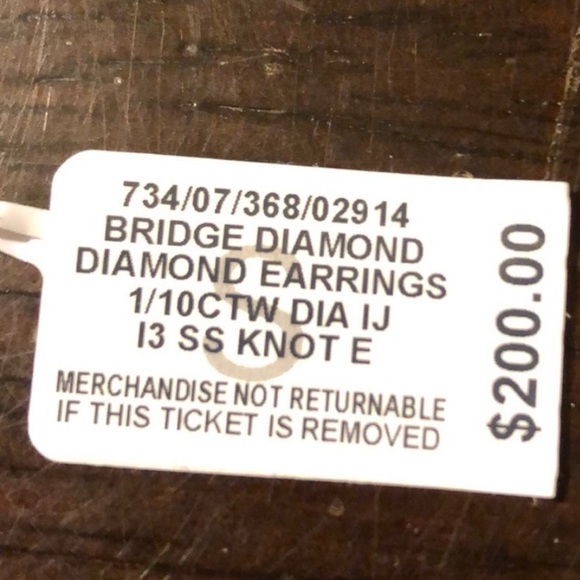 734/07/368/02914
BRIDGE DIAMOND
DIAMOND EARRINGS
1/10CTW DIA IJ
I3 SS KNOT E
MERCHANDISE NOT RETURNABLE
IF THIS TICKET IS REMOVED
$200.00
S